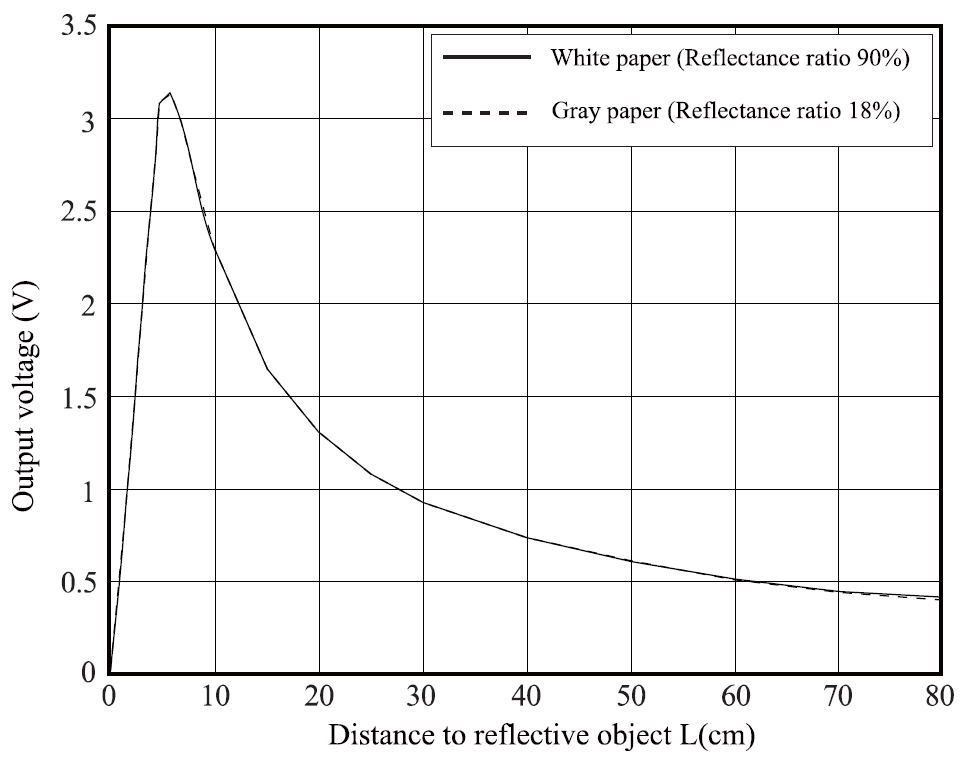 3.5
3
2.5
2
1.5
1
0.5
0
Output voltage (V)
White paper (Reflectance ratio 90%)
Gray paper (Reflectance ratio 18%)
0 10 20 30 40 50 60 70 80
Distance to reflective object L(cm)